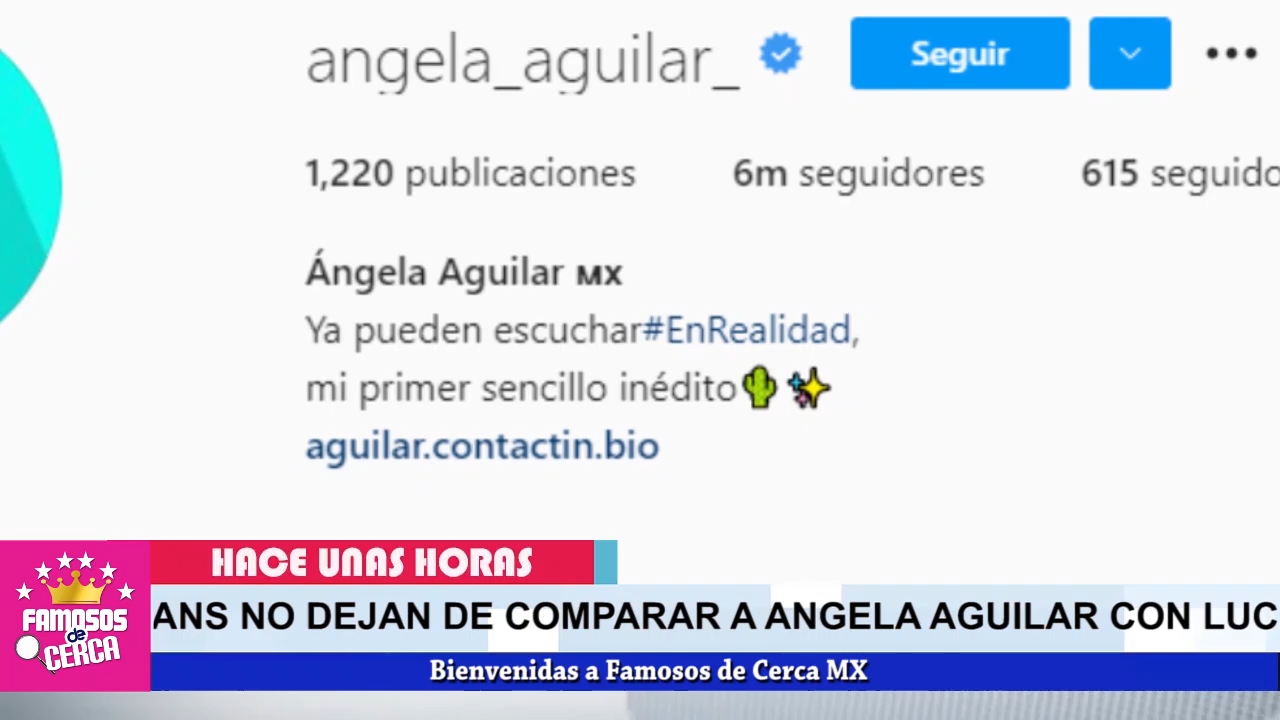 angela_aguilar_ Seguir
1,220 publicaciones 6m seguidores 615
Ángela Aguilar MX
Ya pueden escuchar#EnRealidad,
mi primer sencillo inédito
aguilar.contactin.bio
HACE UNAS HORAS
FAMOSOS
de
CERCA
ANS NO DEJAN DE COMPARAR A ANGELA AGUILAR CON LUC
Bienvenidas a Famosos de Cerca MX